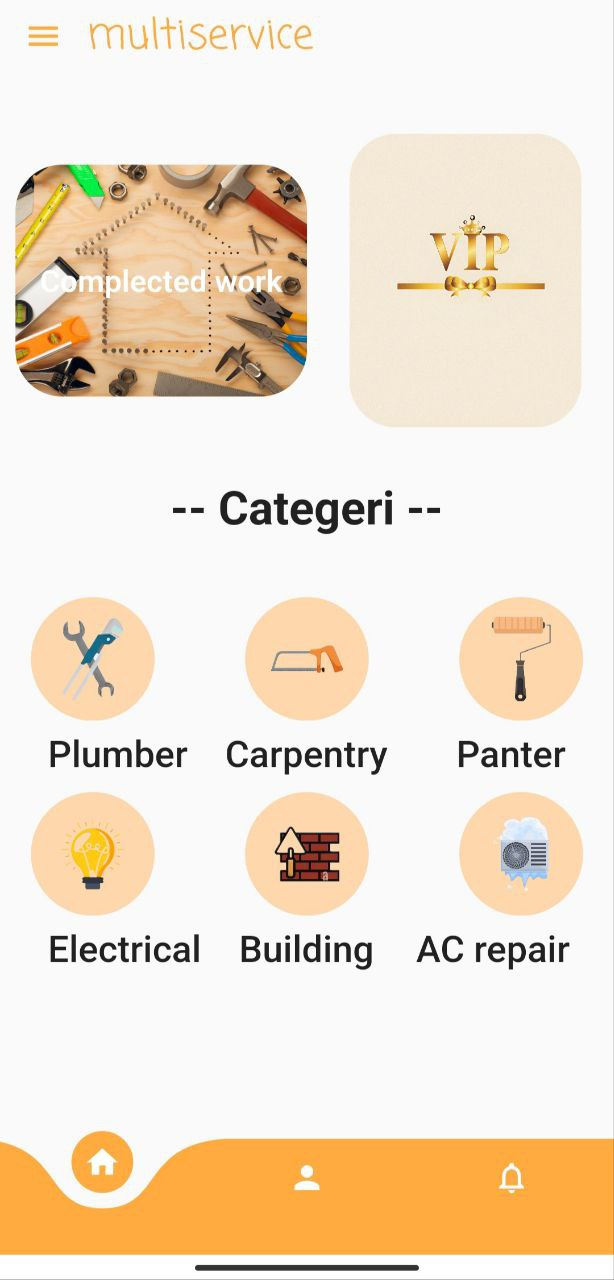 multiservice
Complected work
VIP
-- Categeri --
Plumber Carpentry Panter
a
Electrical Building AC repair